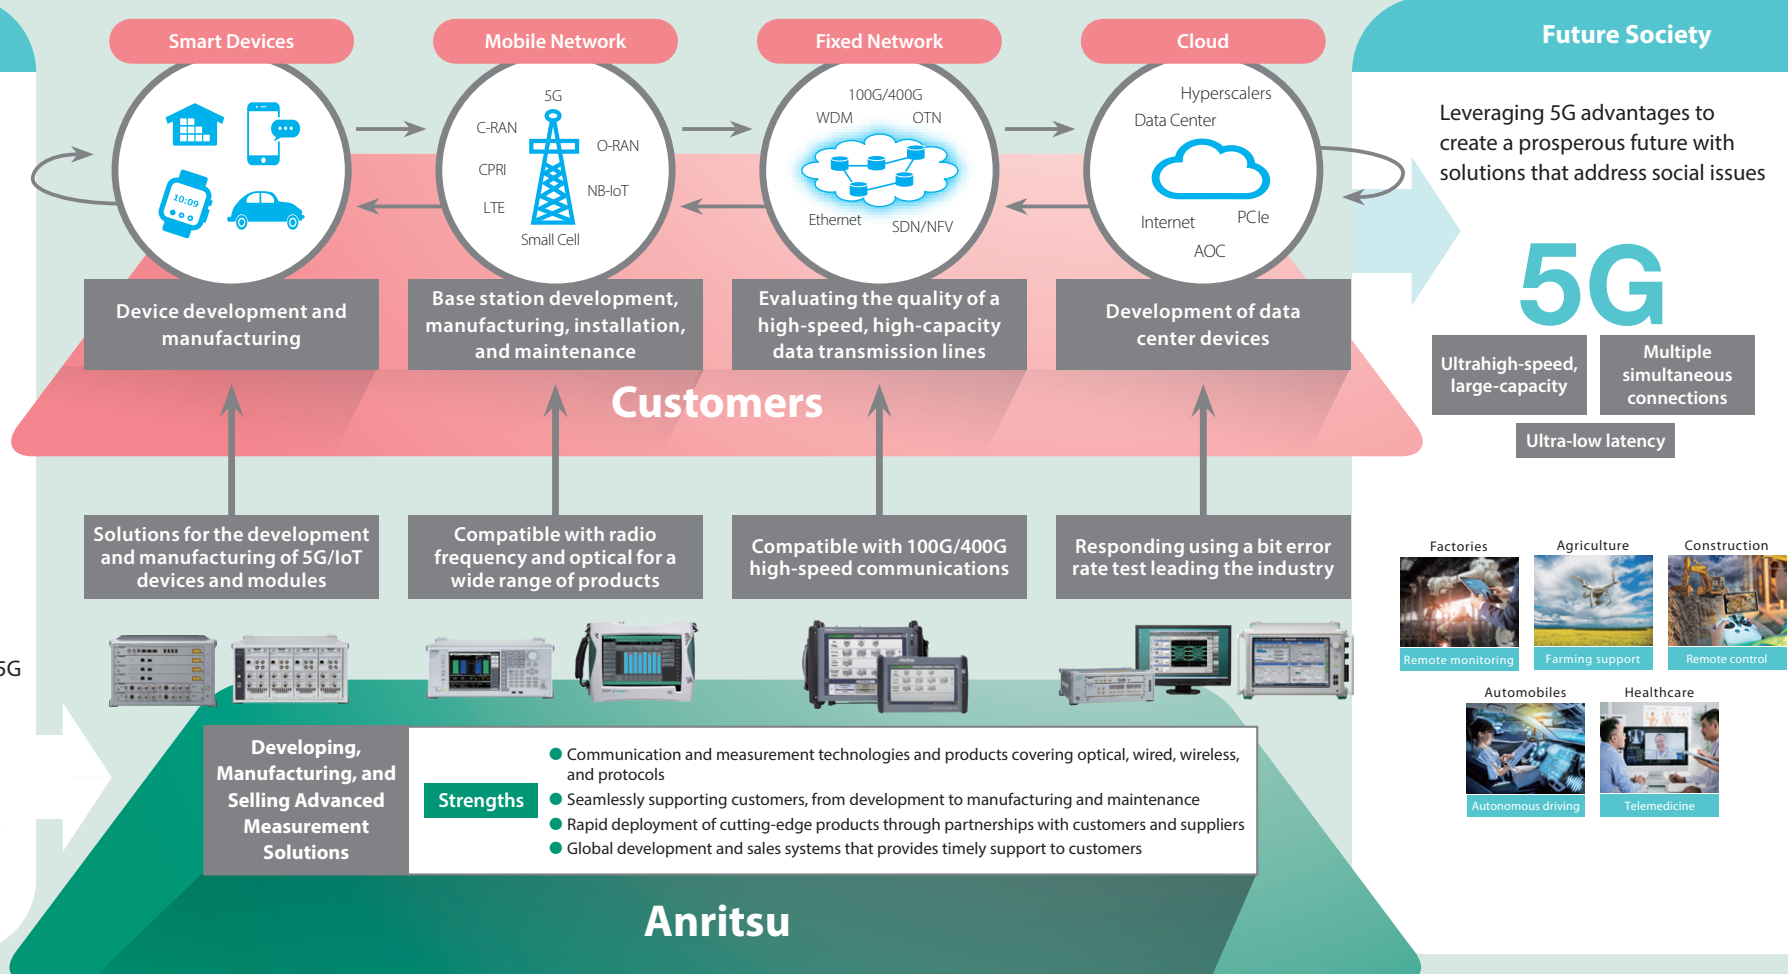 Smart Devices
Mobile Network
Fixed Network
Cloud
Future Society
10:09
5G
C-RAN
O-RAN
CPRI
NB-IoT
LTE
Small Cell
100G/400G
WDM
OTN
Ethernet
SDN/NFV
Hyperscalers
Data Center
Internet
PCIe
AOC
Leveraging 5G advantages to
create a prosperous future with
solutions that address social issues
5G
Ultrahigh-speed,
large-capacity
Multiple
simultaneous
connections
Ultra-low latency
Device development and
manufacturing
Base station development,
manufacturing, installation,
and maintenance
Evaluating the quality of a
high-speed, high-capacity
data transmission lines
Development of data
center devices
Customers
Solutions for the development
and manufacturing of 5G/IoT
devices and modules
Compatible with radio
frequency and optical for a
wide range of products
Compatible with 100G/400G
high-speed communications
Responding using a bit error
rate test leading the industry
Factories
Remote monitoring
Agriculture
Farming support
Construction
Remote control
Automobiles
Autonomous driving
Healthcare
Telemedicine
5G
Developing,
Manufacturing, and
Selling Advanced
Measurement
Solutions
Strengths
● Communication and measurement technologies and products covering optical, wired, wireless,
and protocols
● Seamlessly supporting customers, from development to manufacturing and maintenance
● Rapid deployment of cutting-edge products through partnerships with customers and suppliers
● Global development and sales systems that provides timely support to customers
Anritsu